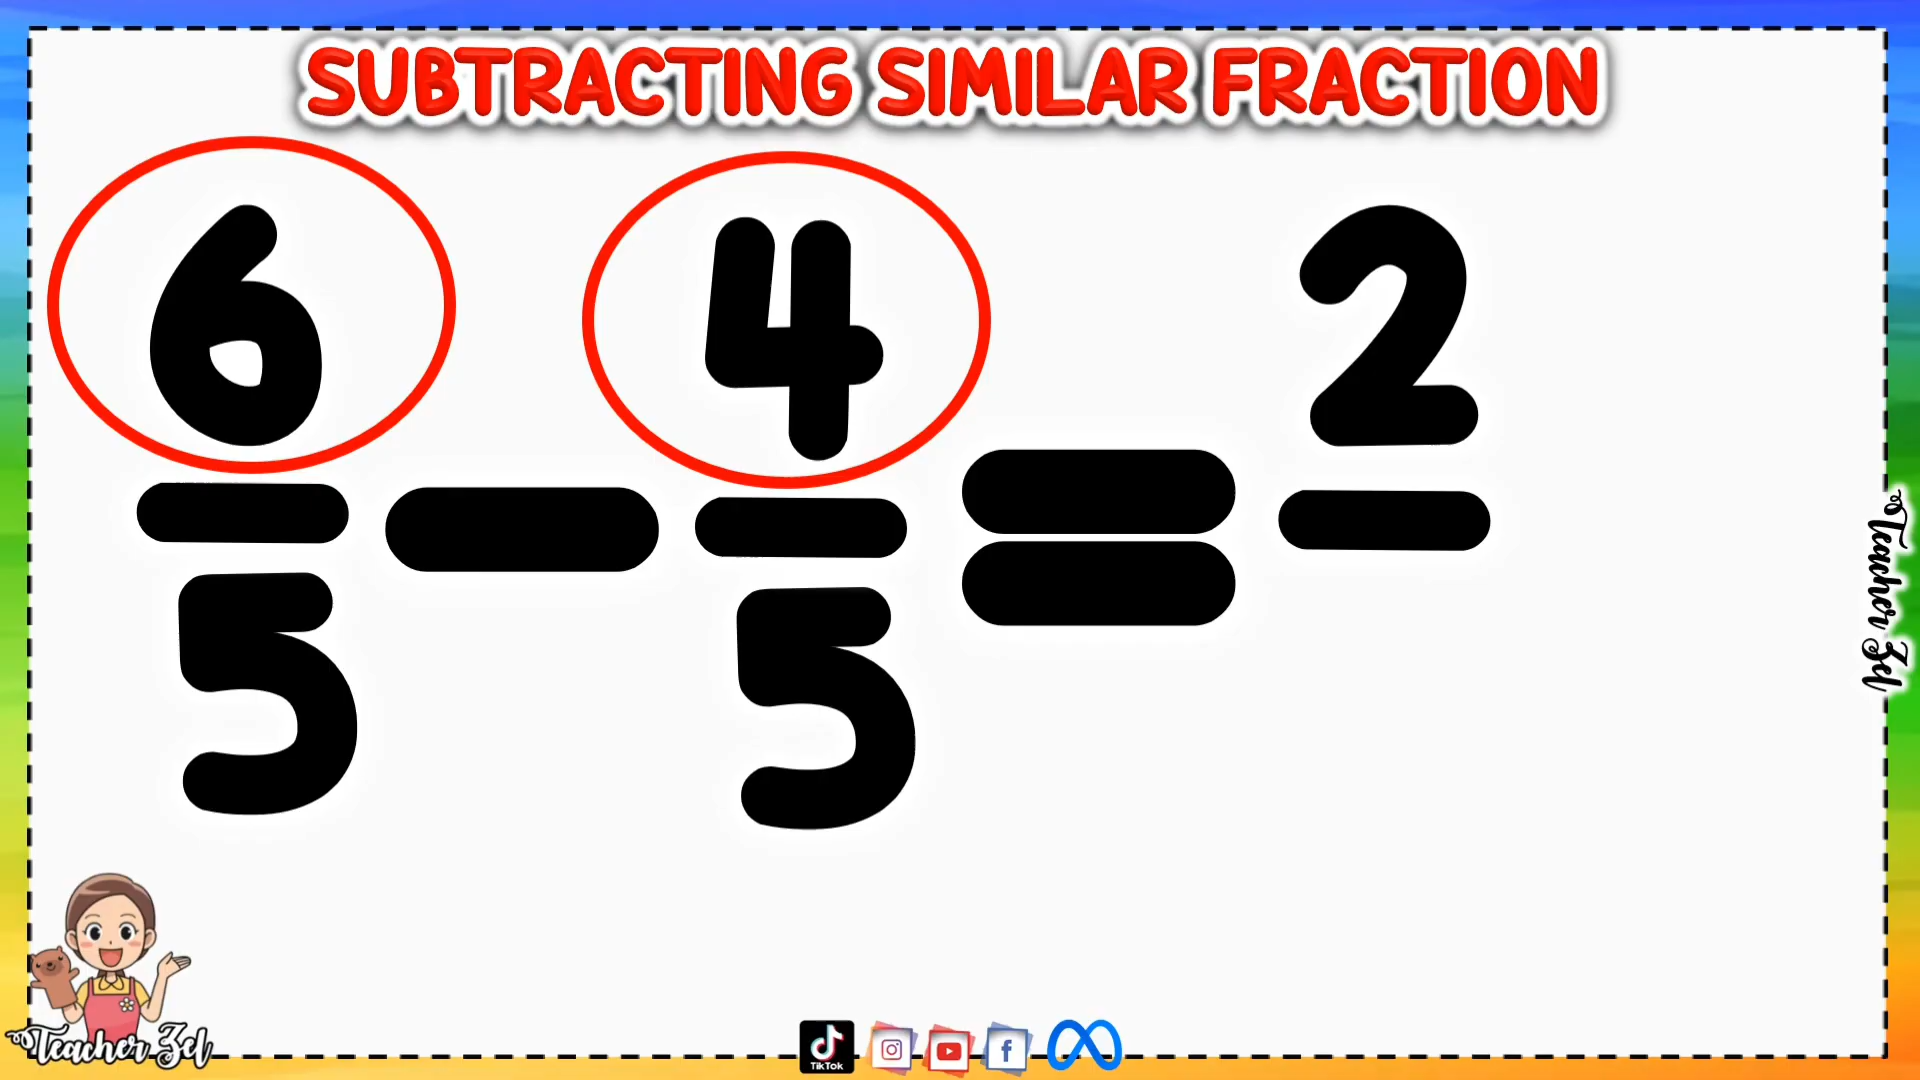 SUBTRACTING SIMILAR FRACTION
6/5 - 4/5 = 2/
Teacher Zel
Teacher Zel
TikTok